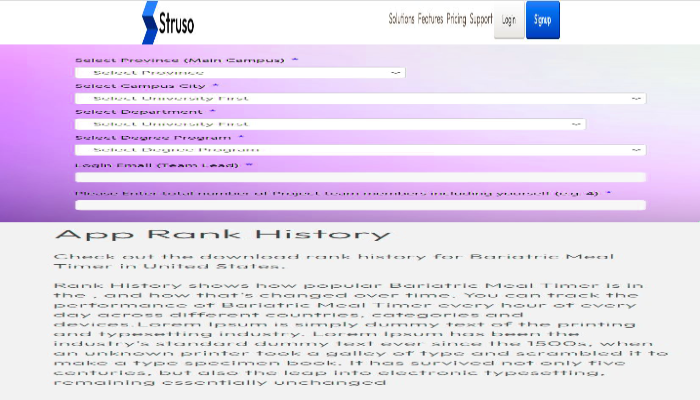 Struso
Solutions Features Pricing Support Login Signup
Select Province (Main Campus) *
Select Province
Select Campus City *
Select University First
Select Department *
Select University First
Select Degree Program *
Select Degree Program
Login Email (Team Lead) *
Please Enter total number of Project team members including yourself (e.g. 4) *
App Rank History
Check out the download rank history for Bariatric Meal
Timer in United States.
Rank History shows how popular Bariatric Meal Timer is in
the , and how that's changed over time. You can track the
performance of Bariatric Meal Timer every hour of every
day across different countries, categories and
devices.Lorem Ipsum is simply dummy text of the printing
and typesetting industry. Lorem Ipsum has been the
industry's standard dummy text ever since the 1500s, when
an unknown printer took a galley of type and scrambled it to
make a type specimen book. It has survived not only five
centuries, but also the leap into electronic typesetting,
remaining essentially unchanged